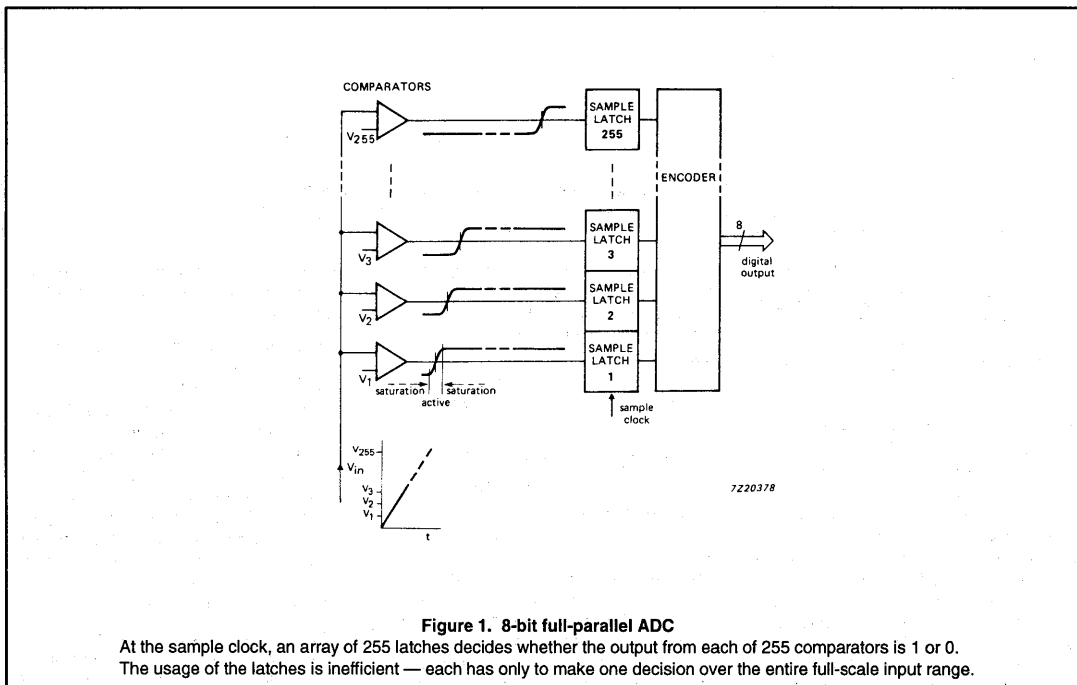 COMPARATORS
V255
SAMPLE
LATCH
255
ENCODER
V3
SAMPLE
LATCH
3
8
digital
output
V2
SAMPLE
LATCH
2
V1
SAMPLE
LATCH
1
saturation
saturation
active
sample
clock
V255
Vin
V3
V2
V1
t
7Z20378
Figure 1. 8-bit full-parallel ADC
At the sample clock, an array of 255 latches decides whether the output from each of 255 comparators is 1 or 0.
The usage of the latches is inefficient — each has only to make one decision over the entire full-scale input range.